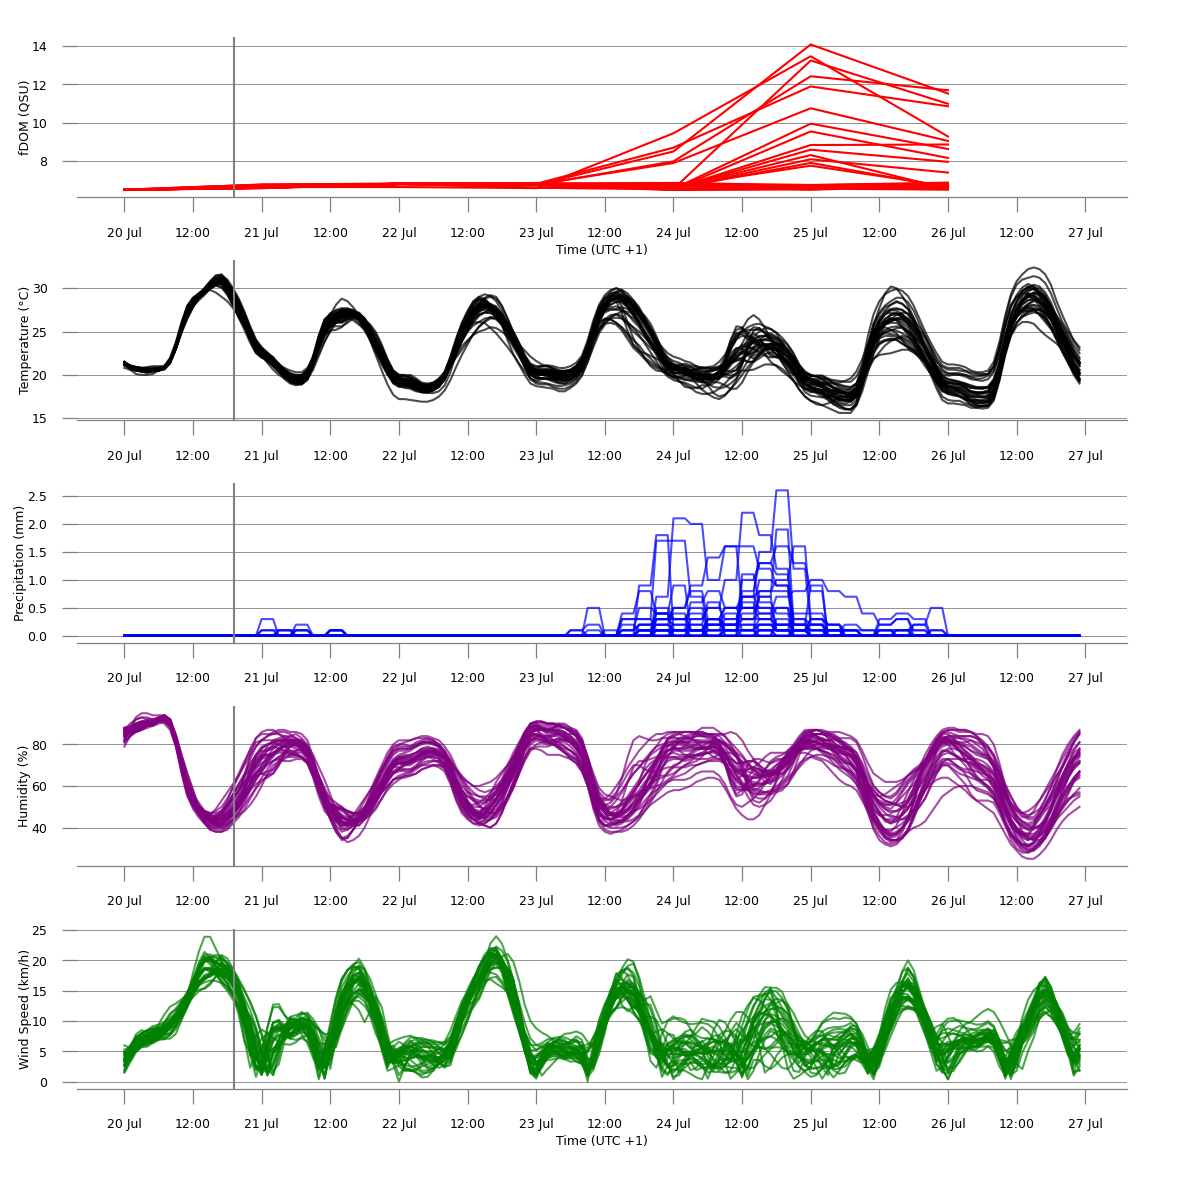 14
12
10
8
fDOM (QSU)
20 Jul 12:00 21 Jul 12:00 22 Jul 12:00 23 Jul 12:00 24 Jul 12:00 25 Jul 12:00 26 Jul 12:00 27 Jul
Time (UTC +1)
30
25
20
15
Temperature (°C)
20 Jul 12:00 21 Jul 12:00 22 Jul 12:00 23 Jul 12:00 24 Jul 12:00 25 Jul 12:00 26 Jul 12:00 27 Jul
2.5
2.0
1.5
1.0
0.5
0.0
Precipitation (mm)
20 Jul 12:00 21 Jul 12:00 22 Jul 12:00 23 Jul 12:00 24 Jul 12:00 25 Jul 12:00 26 Jul 12:00 27 Jul
80
60
40
Humidity (%)
20 Jul 12:00 21 Jul 12:00 22 Jul 12:00 23 Jul 12:00 24 Jul 12:00 25 Jul 12:00 26 Jul 12:00 27 Jul
25
20
15
10
5
0
Wind Speed (km/h)
20 Jul 12:00 21 Jul 12:00 22 Jul 12:00 23 Jul 12:00 24 Jul 12:00 25 Jul 12:00 26 Jul 12:00 27 Jul
Time (UTC +1)